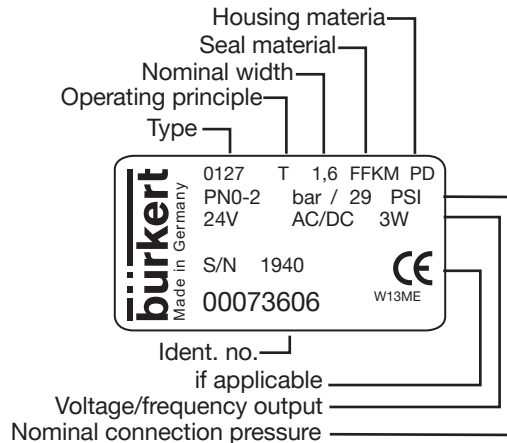 Housing materia
Seal material
Nominal width
Operating principle
Type
0127 T 1,6 FFKM PD
PN0-2 bar / 29 PSI
24V AC/DC 3W
S/N 1940
CE
00073606
W13ME
burkert
Made in Germany
Ident. no.
if applicable
Voltage/frequency output
Nominal connection pressure